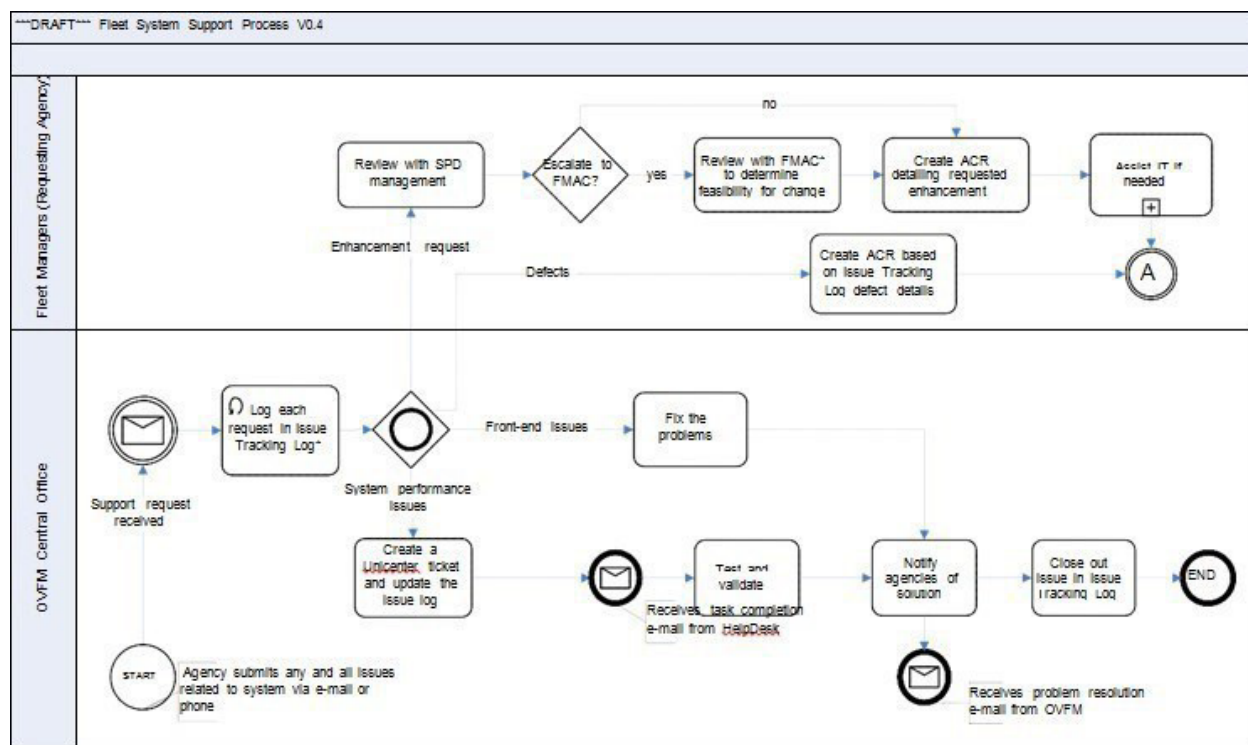 ***DRAFT*** Fleet System Support Process V0.4
Fleet Managers (Requesting Agency)
no
Review with SPD
management
Escalate to
FMAC?
yes
Review with FMAC*
to determine
feasibility for change
Create ACR
detailing requested
enhancement
Assist IT if
needed
Enhancement request
Defects
Create ACR based
on Issue Tracking
Log defect details
A
OVFM Central Office
Log each
request in Issue
Tracking Log*
Front-end Issues
Fix the
problems
Support request
received
System performance
Issues
Create a
Unicenter ticket
and update the
Issue log
Test and
validate
Receives task completion
e-mail from HelpDesk
Notify
agencies of
solution
Close out
Issue in Issue
Tracking Log
END
START
Agency submits any and all Issues
related to system via e-mail or
phone
Receives problem resolution
e-mail from OVFM